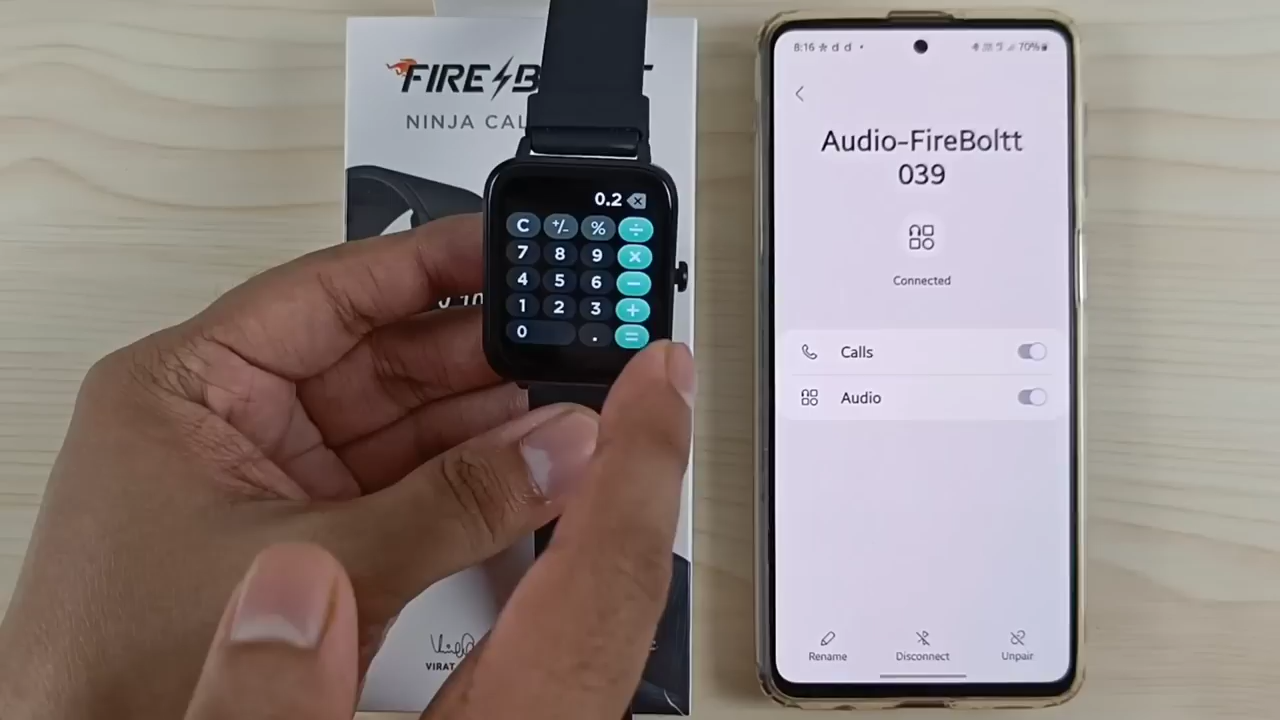 FIRE B T
NINJA CAL
VIRAT
0.2
C +/- % ÷
7 8 9 ×
4 5 6 −
1 2 3 +
0 . =
8:16
70%
Audio-FireBoltt
039
Connected
Calls
Audio
Rename Disconnect Unpair